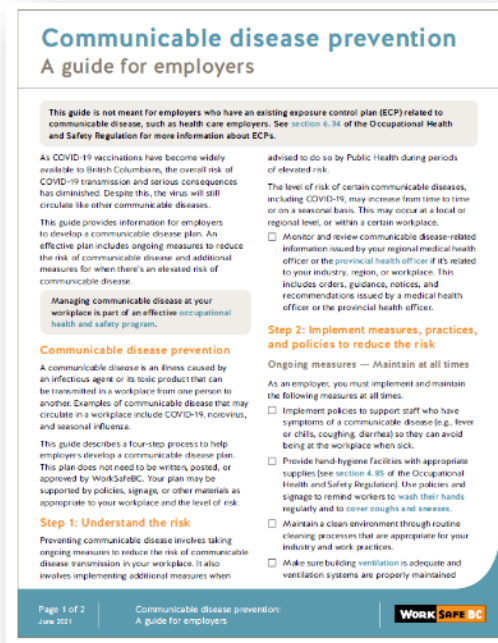 Communicable disease prevention
A guide for employers
This guide is not meant for employers who have an existing exposure control plan (ECP) related to
communicable disease, such as health care employers. See section 6.34 of the Occupational Health
and Safety Regulation for more information about ECPs.
As COVID-19 vaccinations have become widely
available to British Columbians, the overall risk of
COVID-19 transmission and serious consequences
has diminished. Despite this, the virus will still
circulate like other communicable diseases.
This guide provides information for employers
to develop a communicable disease plan. An
effective plan includes ongoing measures to reduce
the risk of communicable disease and additional
measures for when there's an elevated risk of
communicable disease.
Managing communicable disease at your
workplace is part of an effective occupational
health and safety program.
Communicable disease prevention
A communicable disease is an illness caused by
an infectious agent or its toxic product that can
be transmitted in a workplace from one person to
another. Examples of communicable disease that may
circulate in a workplace include COVID-19, norovirus,
and seasonal influenza.
This guide describes a four-step process to help
employers develop a communicable disease plan.
This plan does not need to be written, posted, or
approved by WorkSafeBC. Your plan may be
supported by policies, signage, or other materials as
appropriate to your workplace and the level of risk.
Step 1: Understand the risk
Preventing communicable disease involves taking
ongoing measures to reduce the risk of communicable
disease transmission in your workplace. It also
involves implementing additional measures when
advised to do so by Public Health during periods
of elevated risk.
The level of risk of certain communicable diseases,
including COVID-19, may increase from time to time
or on a seasonal basis. This may occur at a local or
regional level, or within a certain workplace.
☐ Monitor and review communicable disease-related
information issued by your regional medical health
officer or the provincial health officer if it's related
to your industry, region, or workplace. This
includes orders, guidance, notices, and
recommendations issued by a medical health
officer or the provincial health officer.
Step 2: Implement measures, practices,
and policies to reduce the risk
Ongoing measures — Maintain at all times
As an employer, you must implement and maintain
the following measures at all times.
☐ Implement policies to support staff who have
symptoms of a communicable disease (e.g., fever
or chills, coughing, diarrhea) so they can avoid
being at the workplace when sick.
☐ Provide hand-hygiene facilities with appropriate
supplies (see section 4.85 of the Occupational
Health and Safety Regulation). Use policies and
signage to remind workers to wash their hands
regularly and to cover coughs and sneezes.
☐ Maintain a clean environment through routine
cleaning processes that are appropriate for your
industry and work practices.
☐ Make sure building ventilation is adequate and
ventilation systems are properly maintained
Page 1 of 2
June 2021
Communicable disease prevention:
A guide for employers
WORK SAFE BC